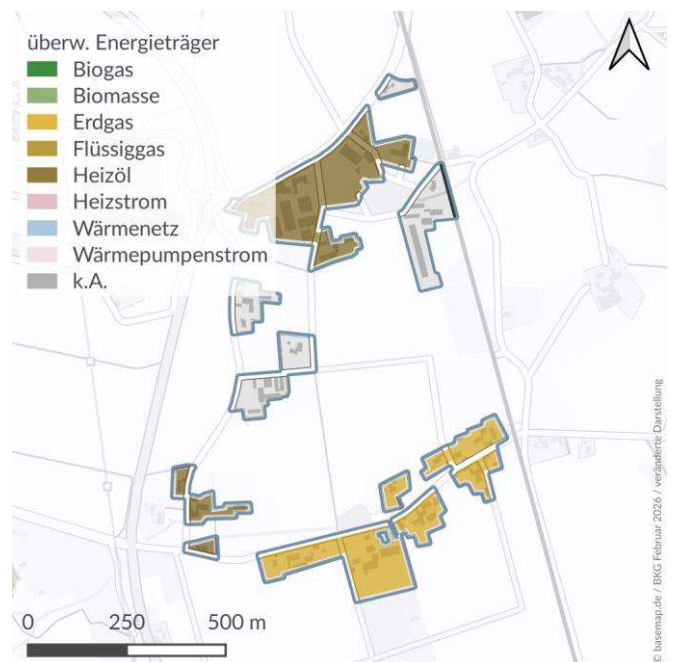 überw. Energieträger
Biogas
Biomasse
Erdgas
Flüssiggas
Heizöl
Heizstrom
Wärmenetz
Wärmepumpenstrom
k.A.
0 250 500 m
© basemap.de / BKG Februar 2026 / veränderte Darstellung